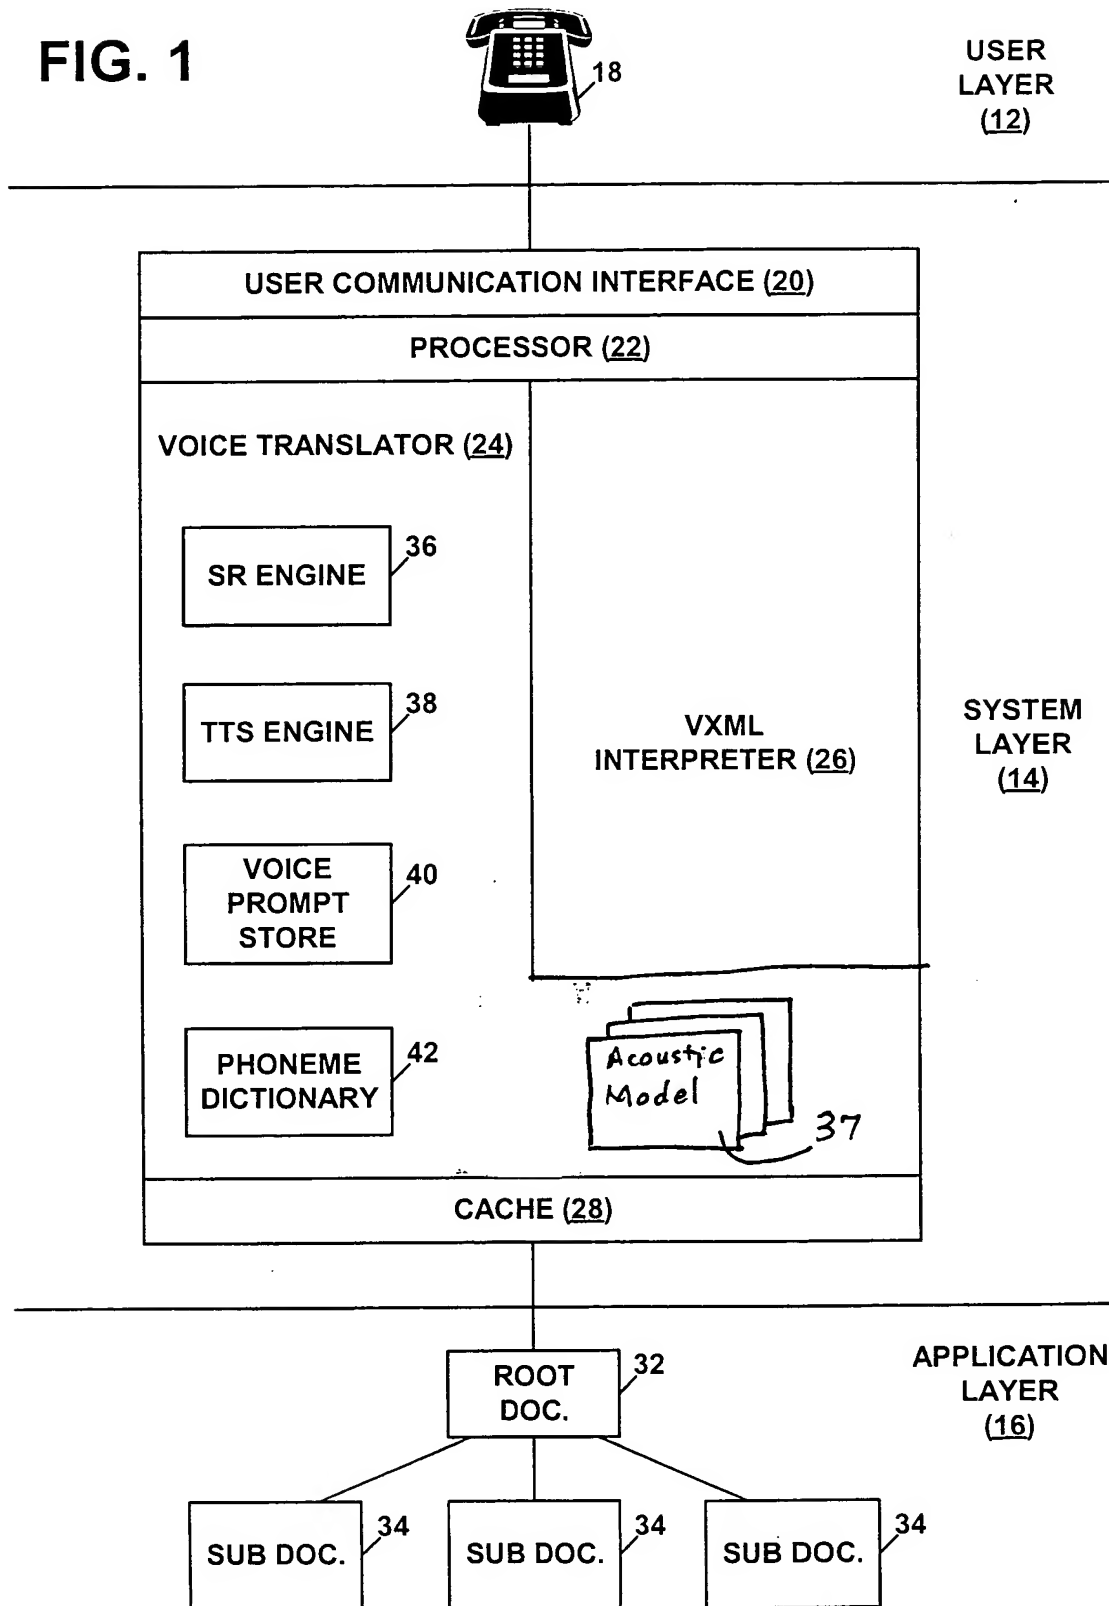 FIG. 1
18
USER
LAYER
(12)
USER COMMUNICATION INTERFACE (20)
PROCESSOR (22)
VOICE TRANSLATOR (24)
SR ENGINE
36
TTS ENGINE
38
VOICE
PROMPT
STORE
40
PHONEME
DICTIONARY
42
VXML
INTERPRETER (26)
Acoustic
Model
37
SYSTEM
LAYER
(14)
CACHE (28)
ROOT
DOC.
32
APPLICATION
LAYER
(16)
SUB DOC.
34
SUB DOC.
34
SUB DOC.
34